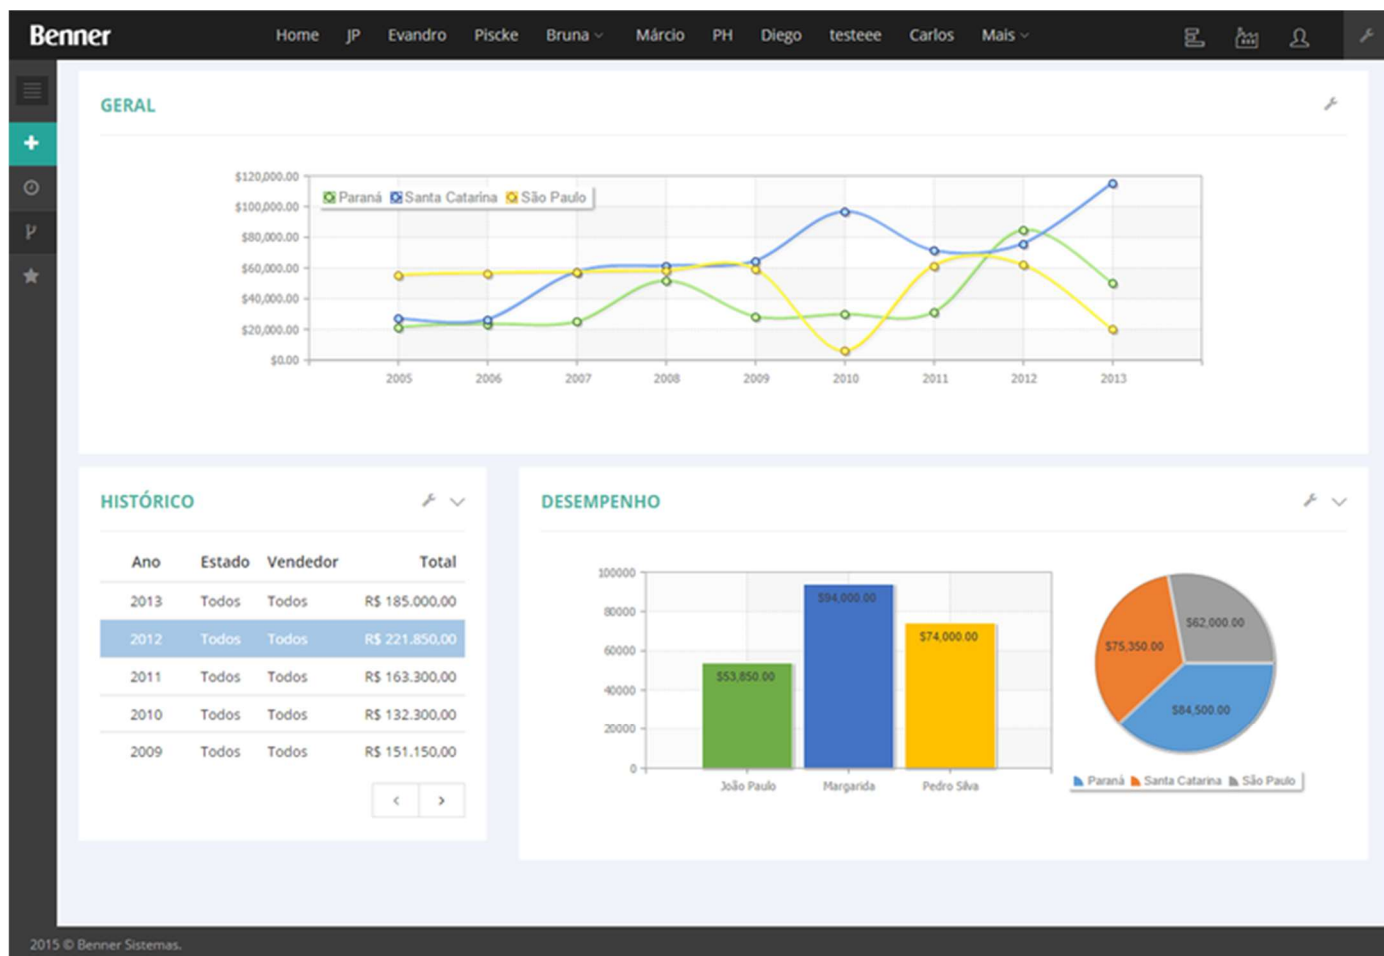 Benner Home JP Evandro Piscke Bruna Márcio PH Diego testeee Carlos Mais
GERAL
$120,000.00
Paraná Santa Catarina São Paulo
$100,000.00
$80,000.00
$60,000.00
$40,000.00
$20,000.00
$0.00
2005 2006 2007 2008 2009 2010 2011 2012 2013
HISTÓRICO
Ano Estado Vendedor Total
2013 Todos Todos R$ 185.000,00
2012 Todos Todos R$ 221.850,00
2011 Todos Todos R$ 163.300,00
2010 Todos Todos R$ 132.300,00
2009 Todos Todos R$ 151.150,00
DESEMPENHO
100000
80000
60000
40000
20000
0
$53,850.00
$94,000.00
$74,000.00
João Paulo Margarida Pedro Silva
$62,000.00
$75,350.00
$84,500.00
Paraná Santa Catarina São Paulo
2015 © Benner Sistemas.